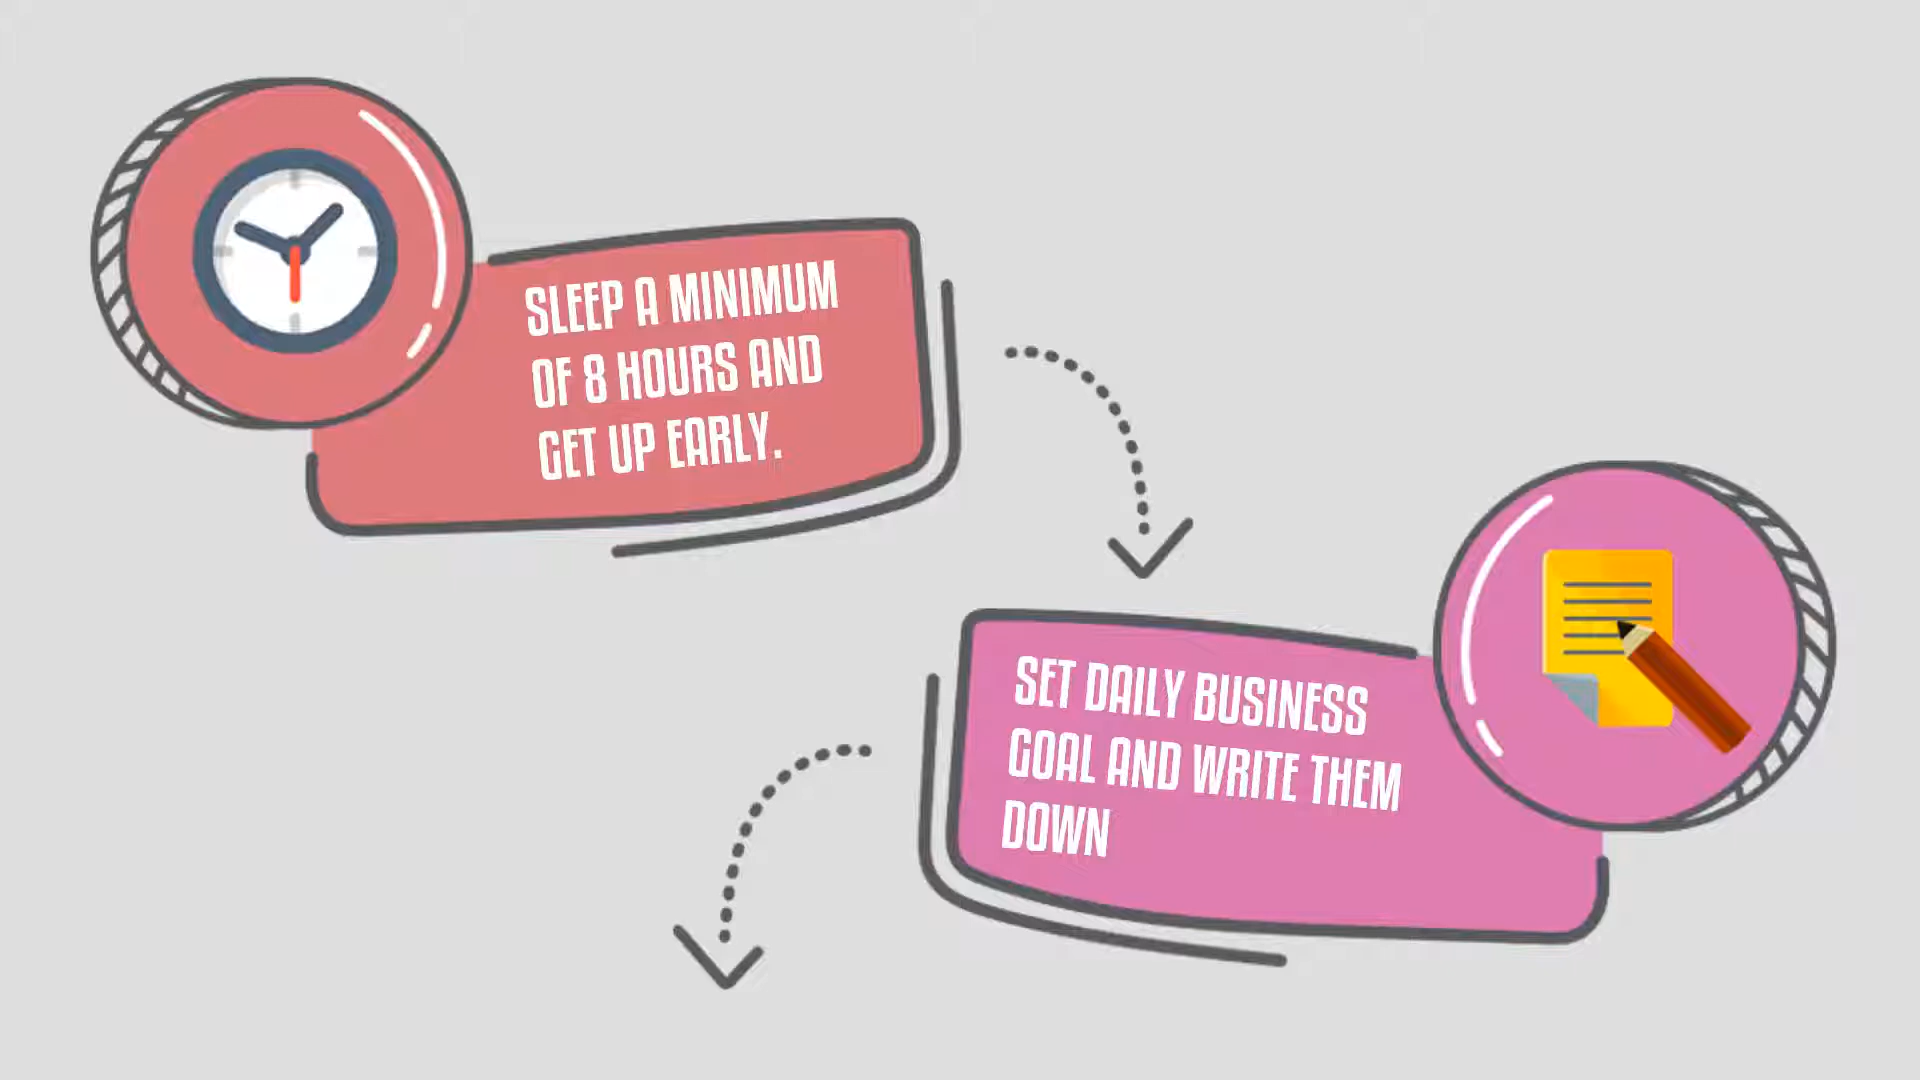 SLEEP A MINIMUM
OF 8 HOURS AND
GET UP EARLY.
SET DAILY BUSINESS
GOAL AND WRITE THEM
DOWN